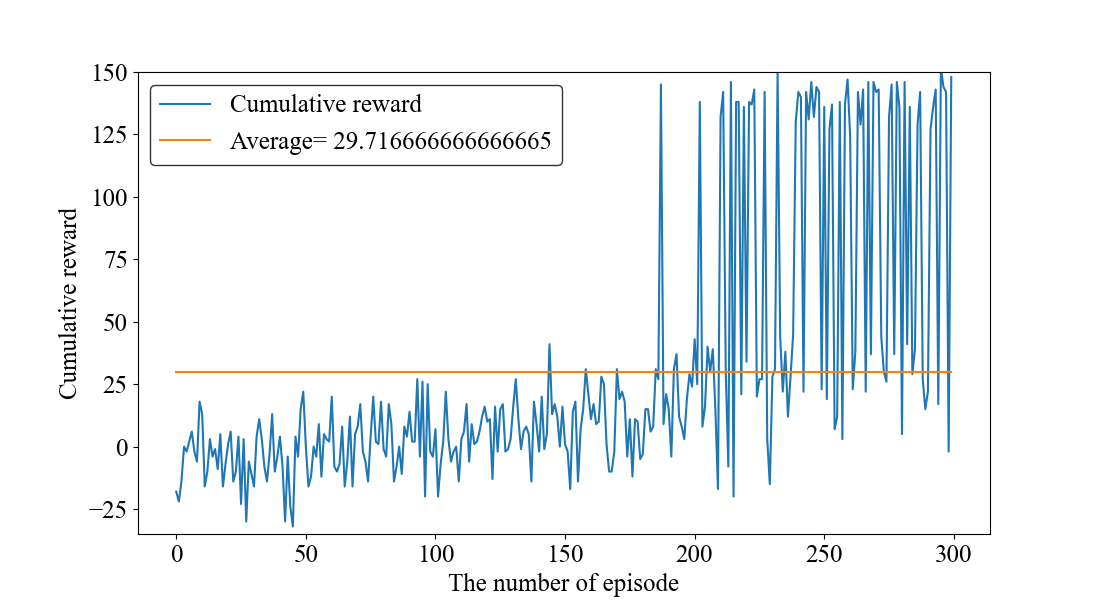 Cumulative reward
Average= 29.716666666666665
150
125
100
75
50
25
0
−25
Cumulative reward
0 50 100 150 200 250 300
The number of episode